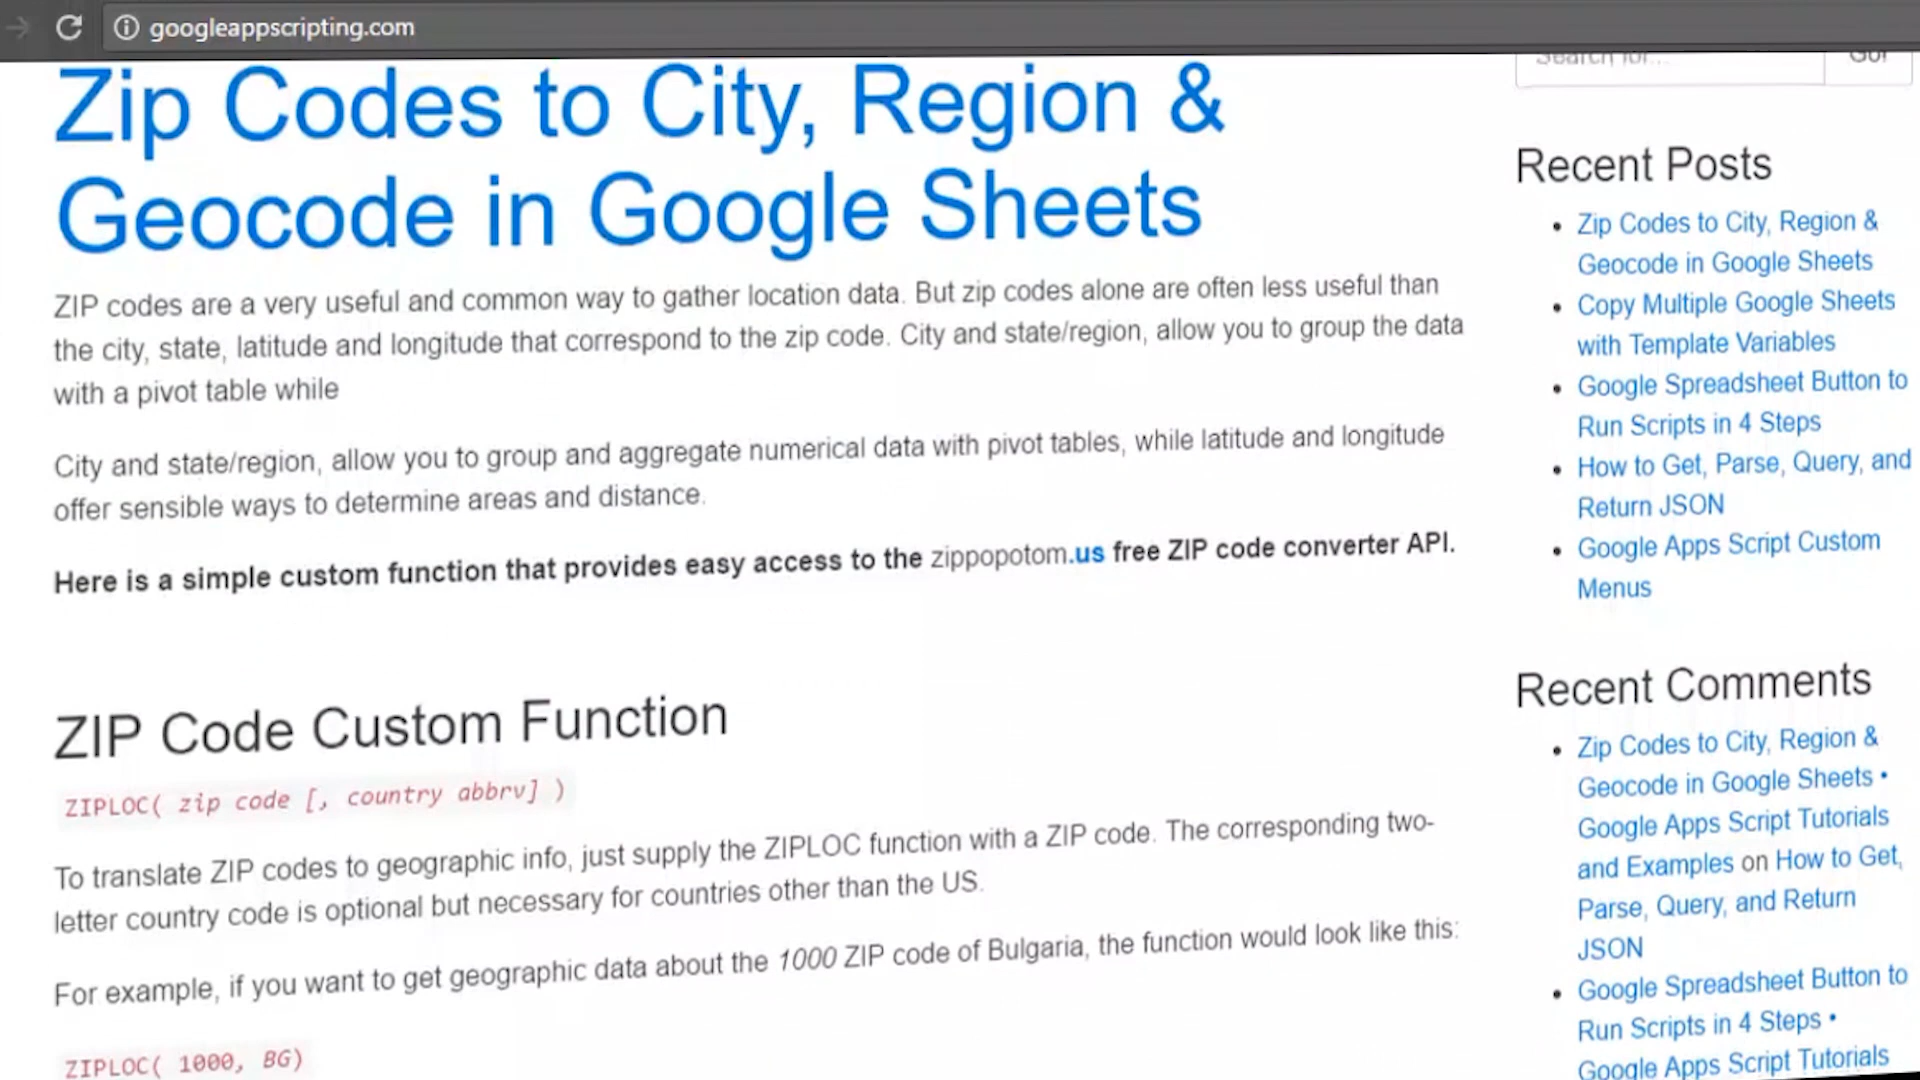 googleappscripting.com
Zip Codes to City, Region &
Geocode in Google Sheets
ZIP codes are a very useful and common way to gather location data. But zip codes alone are often less useful than
the city, state, latitude and longitude that correspond to the zip code. City and state/region, allow you to group the data
with a pivot table while
City and state/region, allow you to group and aggregate numerical data with pivot tables, while latitude and longitude
offer sensible ways to determine areas and distance.
Here is a simple custom function that provides easy access to the zippopotom.us free ZIP code converter API.
ZIP Code Custom Function
ZIPLOC( zip code [, country abbrv] )
To translate ZIP codes to geographic info, just supply the ZIPLOC function with a ZIP code. The corresponding two-
letter country code is optional but necessary for countries other than the US.
For example, if you want to get geographic data about the 1000 ZIP code of Bulgaria, the function would look like this:
ZIPLOC( 1000, BG)
Search for...
Go!
Recent Posts
Zip Codes to City, Region &
Geocode in Google Sheets
Copy Multiple Google Sheets
with Template Variables
Google Spreadsheet Button to
Run Scripts in 4 Steps
How to Get, Parse, Query, and
Return JSON
Google Apps Script Custom
Menus
Recent Comments
Zip Codes to City, Region &
Geocode in Google Sheets •
Google Apps Script Tutorials
and Examples on How to Get,
Parse, Query, and Return
JSON
Google Spreadsheet Button to
Run Scripts in 4 Steps •
Google Apps Script Tutorials